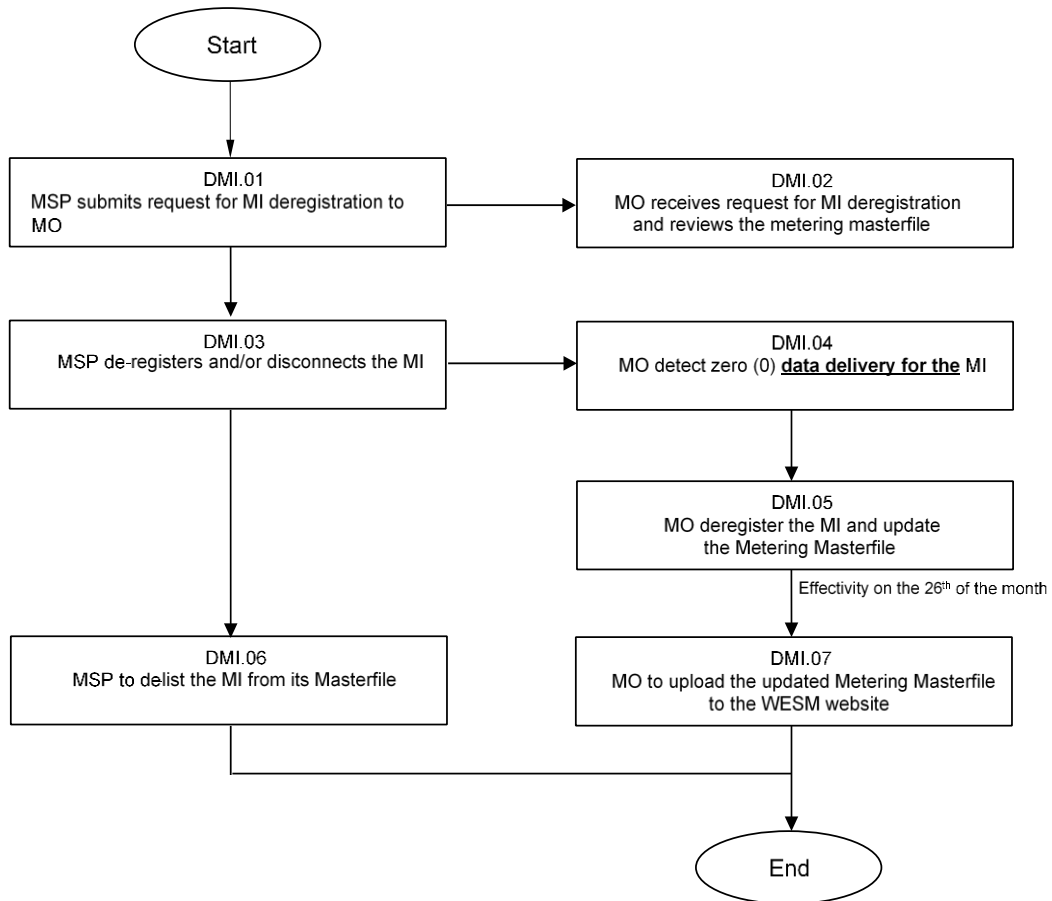 Start
DMI.01
MSP submits request for MI deregistration to
MO
DMI.02
MO receives request for MI deregistration
and reviews the metering masterfile
DMI.03
MSP de-registers and/or disconnects the MI
DMI.04
MO detect zero (0) data delivery for the MI
DMI.05
MO deregister the MI and update
the Metering Masterfile
Effectivity on the 26th of the month
DMI.06
MSP to delist the MI from its Masterfile
DMI.07
MO to upload the updated Metering Masterfile
to the WESM website
End